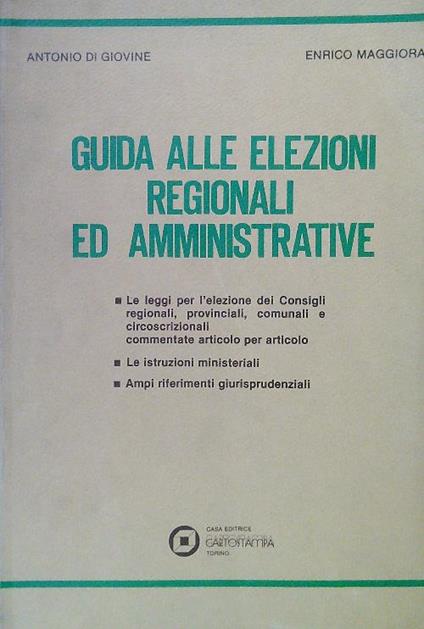 ANTONIO DI GIOVINE
ENRICO MAGGIORA
GUIDA ALLE ELEZIONI
REGIONALI
ED AMMINISTRATIVE
■ Le leggi per l'elezione dei Consigli
regionali, provinciali, comunali e
circoscrizionali
commentate articolo per articolo
■ Le istruzioni ministeriali
■ Ampi riferimenti giurisprudenziali
CASA EDITRICE
CARTOSTAMPA
TORINO